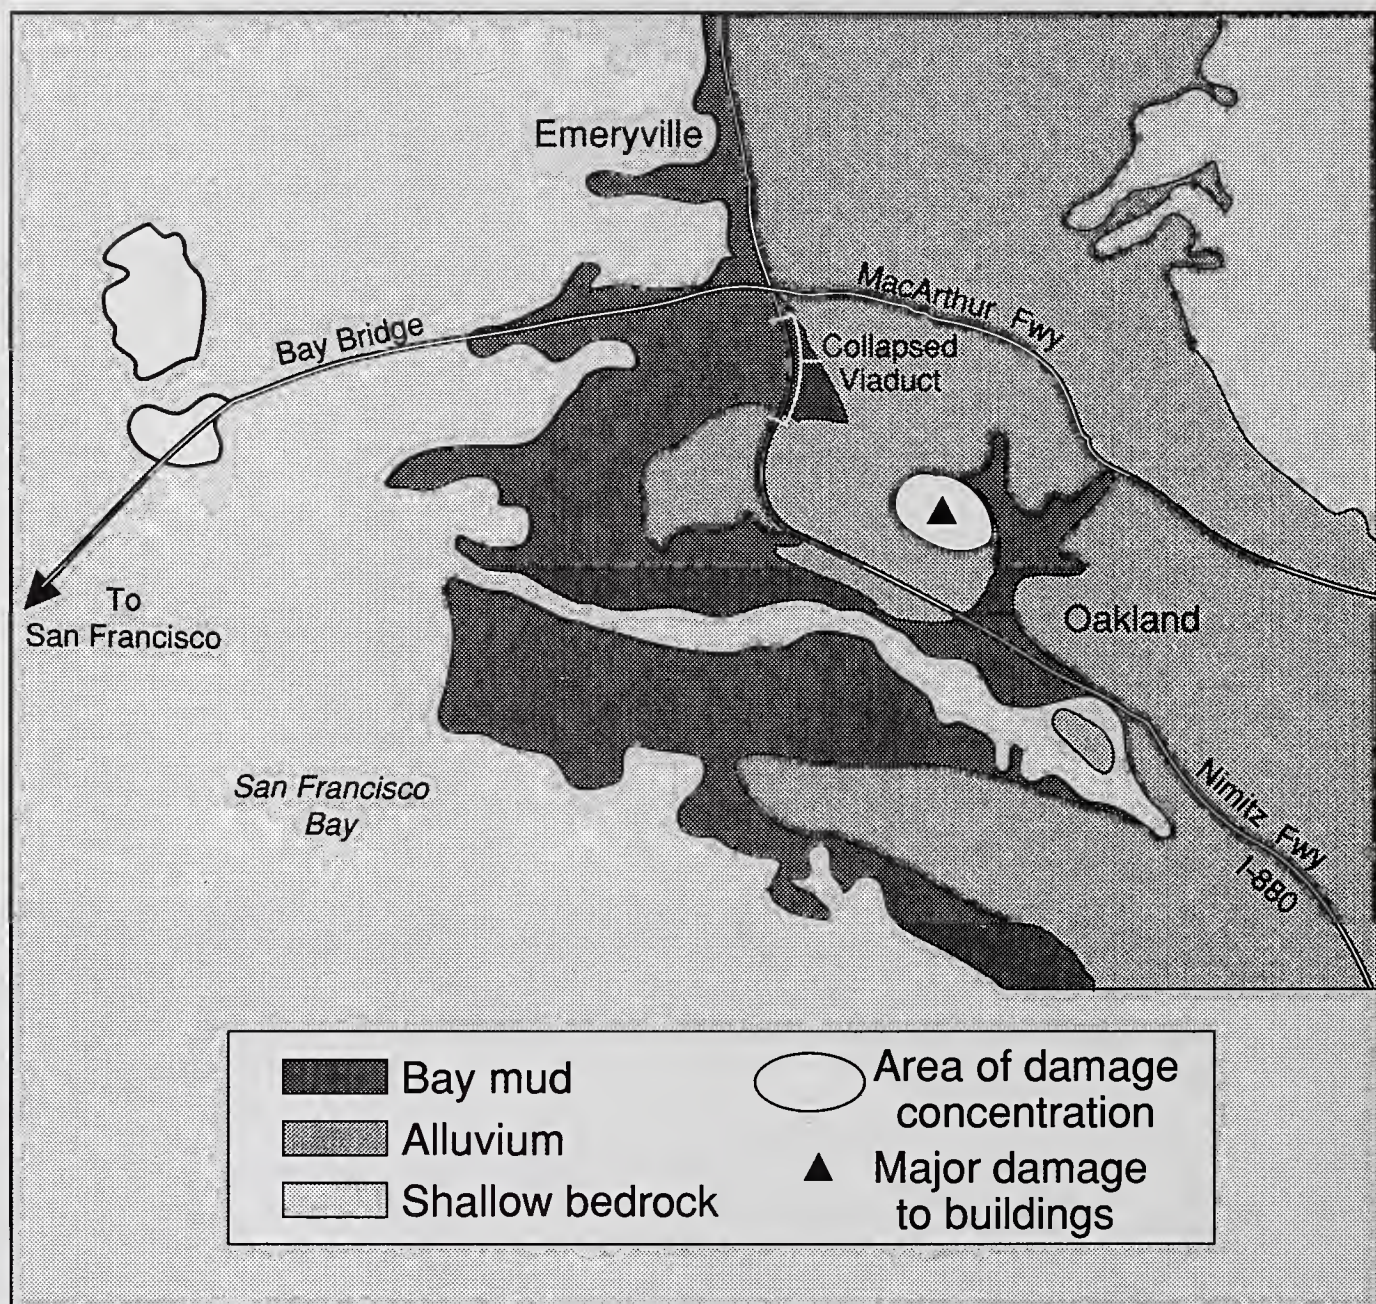 Emeryville
MacArthur Fwy
Bay Bridge
Collapsed
Viaduct
To
San Francisco
Oakland
San Francisco
Bay
Nimitz Fwy
I-880
Bay mud
Alluvium
Shallow bedrock
Area of damage
concentration
Major damage
to buildings